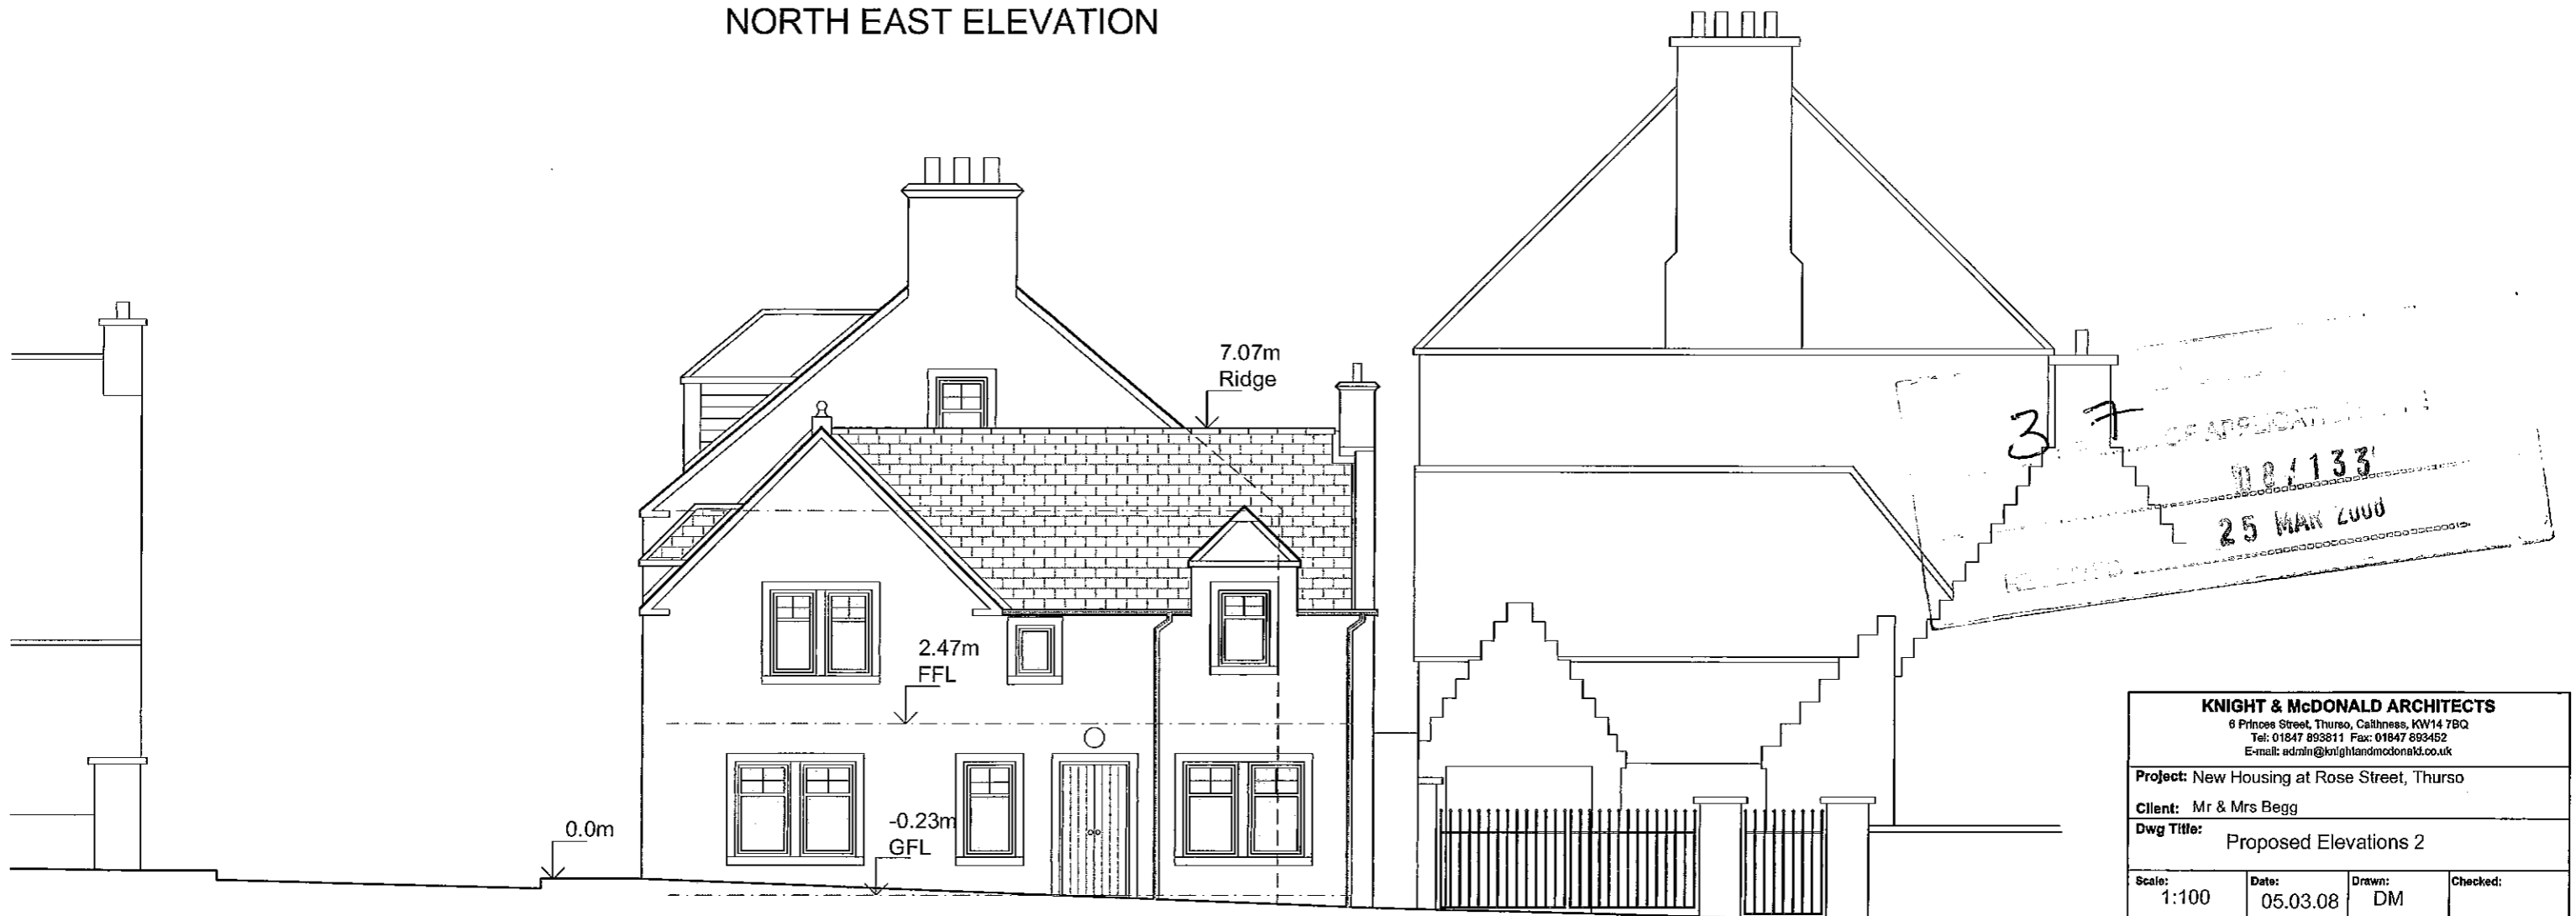 NORTH EAST ELEVATION
7.07m
Ridge
2.47m
FFL
-0.23m
GFL
0.0m
3 7
OF APPLICATION
08/133
25 MAR
KNIGHT & McDONALD ARCHITECTS
6 Princes Street, Thurso, Caithness, KW14 7BQ
Tel: 01847 893811 Fax: 01847 893452
E-mail: admin@knightandmcdonald.co.uk
Project: New Housing at Rose Street, Thurso
Client: Mr & Mrs Begg
Dwg Title:
Proposed Elevations 2
Scale: Date: Drawn: Checked:
1:100 05.03.08 DM